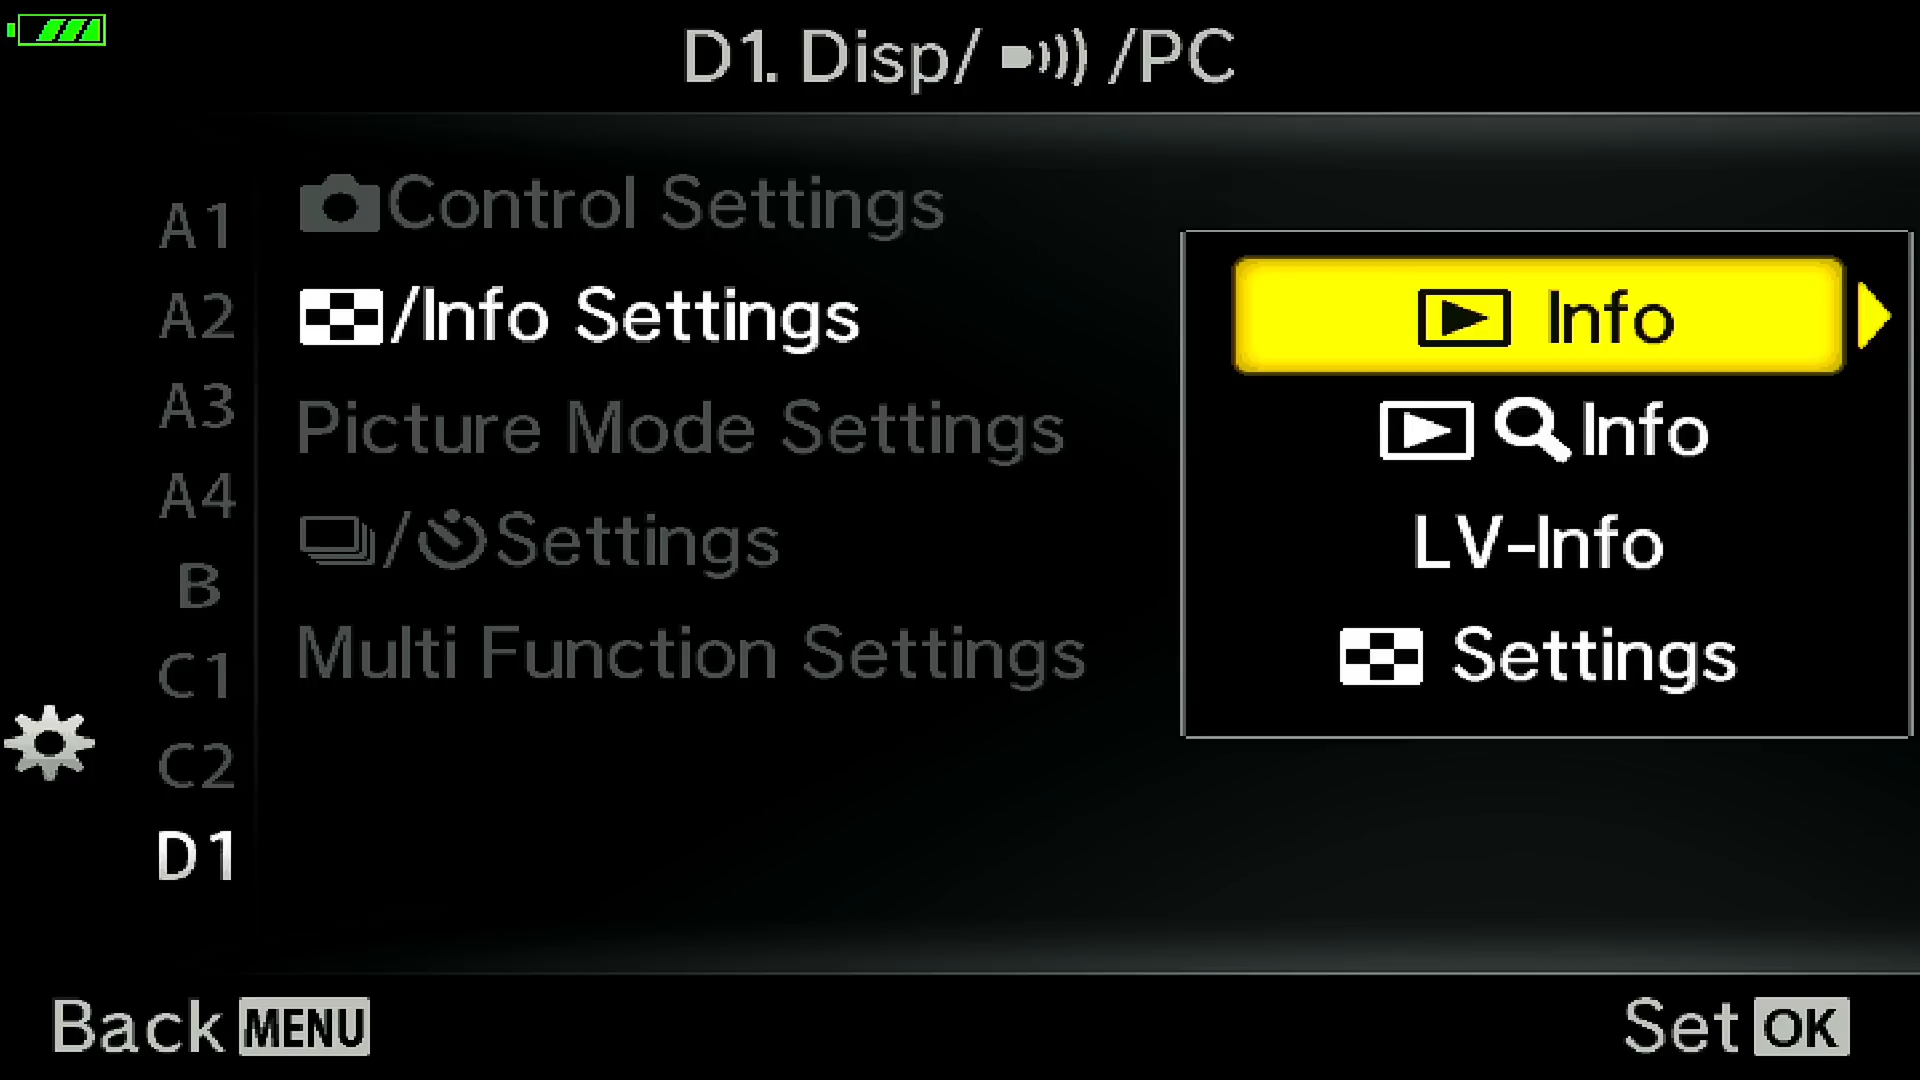 D1. Disp/ /PC
A1
A2
A3
A4
B
C1
C2
D1
Control Settings
/Info Settings
Picture Mode Settings
/ Settings
Multi Function Settings
Info
Info
LV-Info
Settings
Back MENU
Set OK